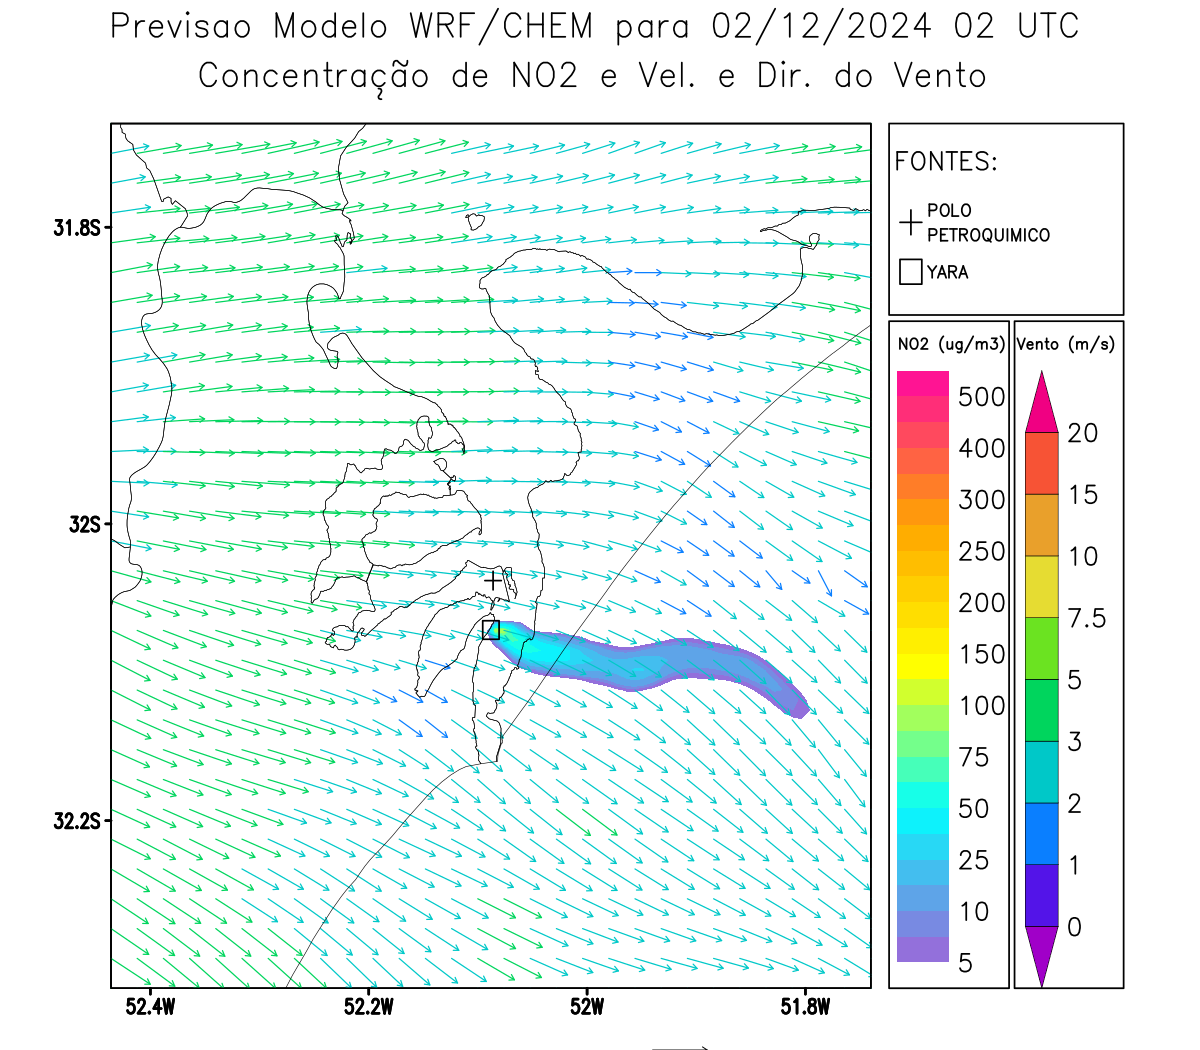 Previsao Modelo WRF/CHEM para 02/12/2024 02 UTC
Concentração de NO2 e Vel. e Dir. do Vento
FONTES:
POLO
PETROQUIMICO
YARA
NO2 (ug/m3)
500
400
300
250
200
150
100
75
50
25
10
5
Vento (m/s)
20
15
10
7.5
5
3
2
1
0
31.8S
32S
32.2S
52.4W
52.2W
52W
51.8W